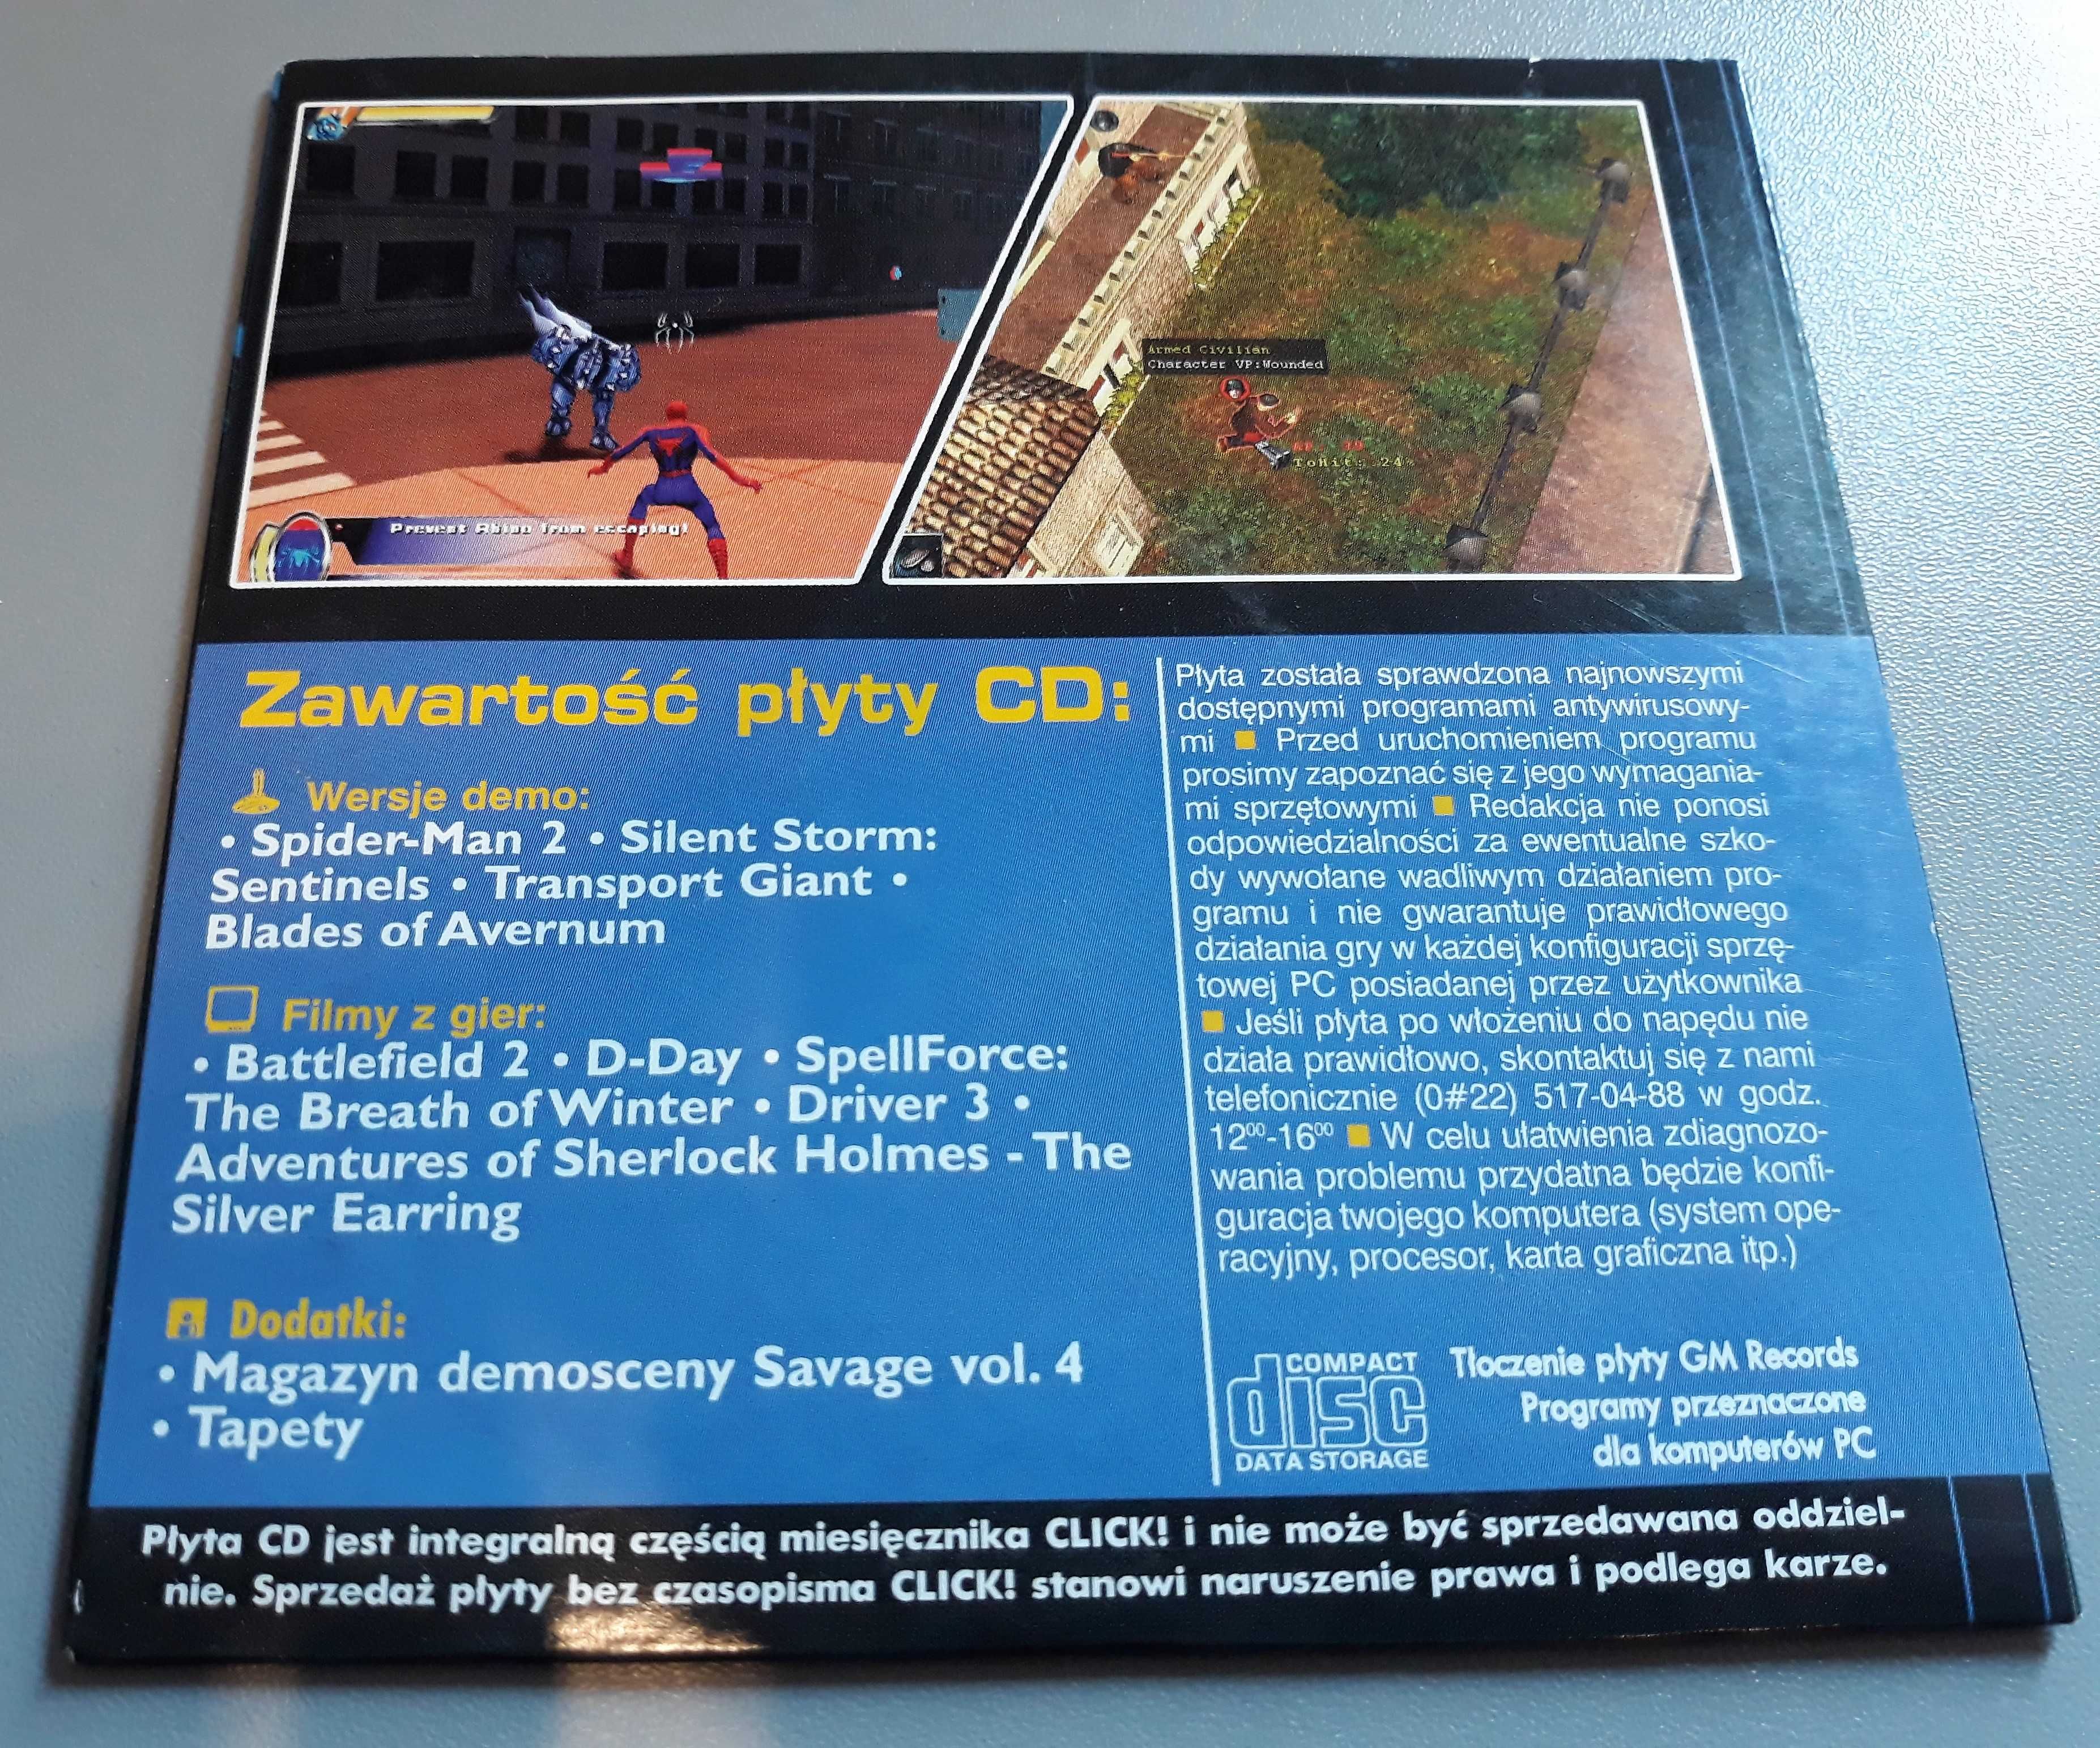 Armed Civilian
Character VP:Wounded
ToHit: 24%
Prevent Rhino from escaping!
Zawartość płyty CD:
Wersje demo:
• Spider-Man 2 • Silent Storm:
Sentinels • Transport Giant •
Blades of Avernum
Filmy z gier:
• Battlefield 2 • D-Day • SpellForce:
The Breath of Winter • Driver 3 •
Adventures of Sherlock Holmes - The
Silver Earring
Dodatki:
• Magazyn demosceny Savage vol. 4
• Tapety
Płyta została sprawdzona najnowszymi
dostępnymi programami antywirusowy-
mi ■ Przed uruchomieniem programu
prosimy zapoznać się z jego wymagania-
mi sprzętowymi ■ Redakcja nie ponosi
odpowiedzialności za ewentualne szko-
dy wywołane wadliwym działaniem pro-
gramu i nie gwarantuje prawidłowego
działania gry w każdej konfiguracji sprzę-
towej PC posiadanej przez użytkownika
■ Jeśli płyta po włożeniu do napędu nie
działa prawidłowo, skontaktuj się z nami
telefonicznie (0#22) 517-04-88 w godz.
12⁰⁰-16⁰⁰ ■ W celu ułatwienia zdiagnozo-
wania problemu przydatna będzie konfi-
guracja twojego komputera (system ope-
racyjny, procesor, karta graficzna itp.)
COMPACT
disc
DATA STORAGE
Tłoczenie płyty GM Records
Programy przeznaczone
dla komputerów PC
Płyta CD jest integralną częścią miesięcznika CLICK! i nie może być sprzedawana oddziel-
nie. Sprzedaż płyty bez czasopisma CLICK! stanowi naruszenie prawa i podlega karze.